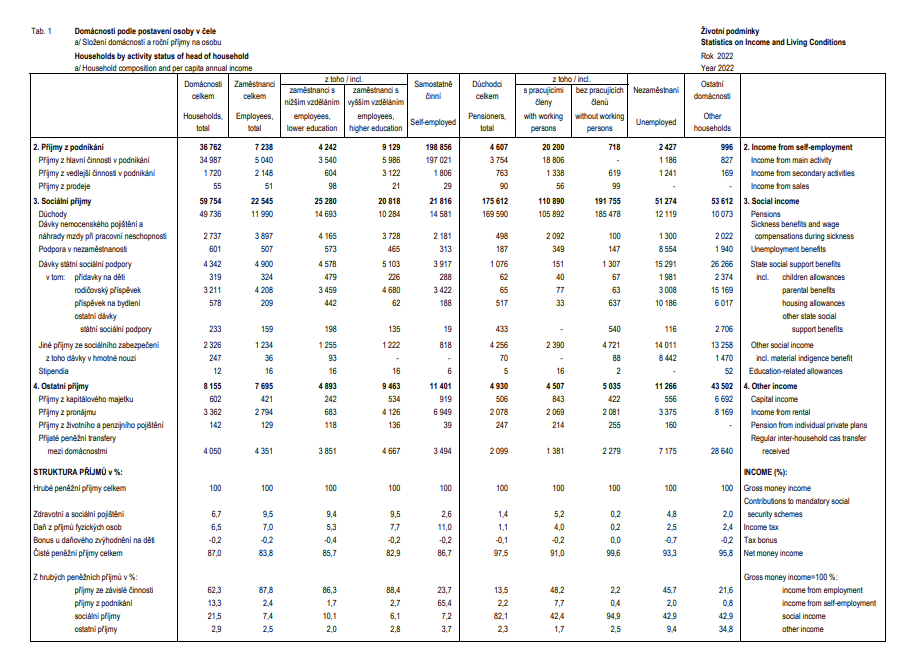 Tab. 1 Domácnosti podle postavení osoby v čele Životní podmínky
a/ Složení domácností a roční příjmy na osobu Statistics on Income and Living Conditions
Households by activity status of head of household Rok 2022
a/ Household composition and per capita annual income Year 2022
Domácnosti celkem Households, total
Zaměstnanci celkem Employees, total
z toho / incl.
zaměstnanci s nižším vzděláním employees, lower education
zaměstnanci s vyšším vzděláním employees, higher education
Samostatně činní Self-employed
Důchodci celkem Pensioners, total
z toho / incl.
s pracujícími členy with working persons
bez pracujících členů without working persons
Nezaměstnaní Unemployed
Ostatní domácnosti Other households
2. Příjmy z podnikání 36 762 7 238 4 242 9 129 198 856 4 607 20 200 718 2 427 996 2. Income from self-employment
Příjmy z hlavní činnosti v podnikání 34 987 5 040 3 540 5 986 197 021 3 754 18 806 - 1 186 827 Income from main activity
Příjmy z vedlejší činnosti v podnikání 1 720 2 148 604 3 122 1 806 763 1 338 619 1 241 169 Income from secondary activities
Příjmy z prodeje 55 51 98 21 29 90 56 99 - - Income from sales
3. Sociální příjmy 59 754 22 545 25 280 20 818 21 816 175 612 110 890 191 755 51 274 53 612 3. Social income
Důchody 49 736 11 990 14 693 10 284 14 581 169 590 105 892 185 478 12 119 10 073 Pensions
Dávky nemocenského pojištění a Sickness benefits and wage
náhrady mzdy při pracovní neschopnosti 2 737 3 897 4 165 3 728 2 181 498 2 092 100 1 300 2 022 compensations during sickness
Podpora v nezaměstnanosti 601 507 573 465 313 187 349 147 8 554 1 940 Unemployment benefits
Dávky státní sociální podpory 4 342 4 900 4 578 5 103 3 917 1 076 151 1 307 15 291 26 266 State social support benefits
v tom: přídavky na děti 319 324 479 226 288 62 40 67 1 981 2 374 incl. children allowances
rodičovský příspěvek 3 211 4 208 3 459 4 680 3 422 65 77 63 3 008 15 169 parental benefits
příspěvek na bydlení 578 209 442 62 188 517 33 637 10 186 6 017 housing allowances
ostatní dávky other state social
státní sociální podpory 233 159 198 135 19 433 - 540 116 2 706 support benefits
Jiné příjmy ze sociálního zabezpečení 2 326 1 234 1 255 1 222 818 4 256 2 390 4 721 14 011 13 258 Other social income
z toho dávky v hmotné nouzi 247 36 93 - - 70 - 88 8 442 1 470 incl. material indigence benefit
Stipendia 12 16 16 16 6 5 16 2 - 52 Education-related allowances
4. Ostatní příjmy 8 155 7 695 4 893 9 463 11 401 4 930 4 507 5 035 11 266 43 502 4. Other income
Příjmy z kapitálového majetku 602 421 242 534 919 506 843 422 556 6 692 Capital income
Příjmy z pronájmu 3 362 2 794 683 4 126 6 949 2 078 2 069 2 081 3 375 8 169 Income from rental
Příjmy z životního a penzijního pojištění 142 129 118 136 39 247 214 255 160 - Pension from individual private plans
Přijaté peněžní transfery Regular inter-household cas transfer
mezi domácnostmi 4 050 4 351 3 851 4 667 3 494 2 099 1 381 2 279 7 175 28 640 received
STRUKTURA PŘÍJMŮ v %: INCOME (%):
Hrubé peněžní příjmy celkem 100 100 100 100 100 100 100 100 100 100 Gross money income
Contributions to mandatory social
Zdravotní a sociální pojištění 6,7 9,5 9,4 9,5 2,6 1,4 5,2 0,2 4,8 2,0 security schemes
Daň z příjmů fyzických osob 6,5 7,0 5,3 7,7 11,0 1,1 4,0 0,2 2,5 2,4 Income tax
Bonus u daňového zvýhodnění na děti -0,2 -0,2 -0,4 -0,2 -0,2 -0,1 -0,2 0,0 -0,7 -0,2 Tax bonus
Čisté peněžní příjmy celkem 87,0 83,8 85,7 82,9 86,7 97,5 91,0 99,6 93,3 95,8 Net money income
Z hrubých peněžních příjmů v %: Gross money income=100 %:
příjmy ze závislé činnosti 62,3 87,8 86,3 88,4 23,7 13,5 48,2 2,2 45,7 21,6 income from employment
příjmy z podnikání 13,3 2,4 1,7 2,7 65,4 2,2 7,7 0,4 2,0 0,8 income from self-employment
sociální příjmy 21,5 7,4 10,1 6,1 7,2 82,1 42,4 94,9 42,9 42,9 social income
ostatní příjmy 2,9 2,5 2,0 2,8 3,7 2,3 1,7 2,5 9,4 34,8 other income